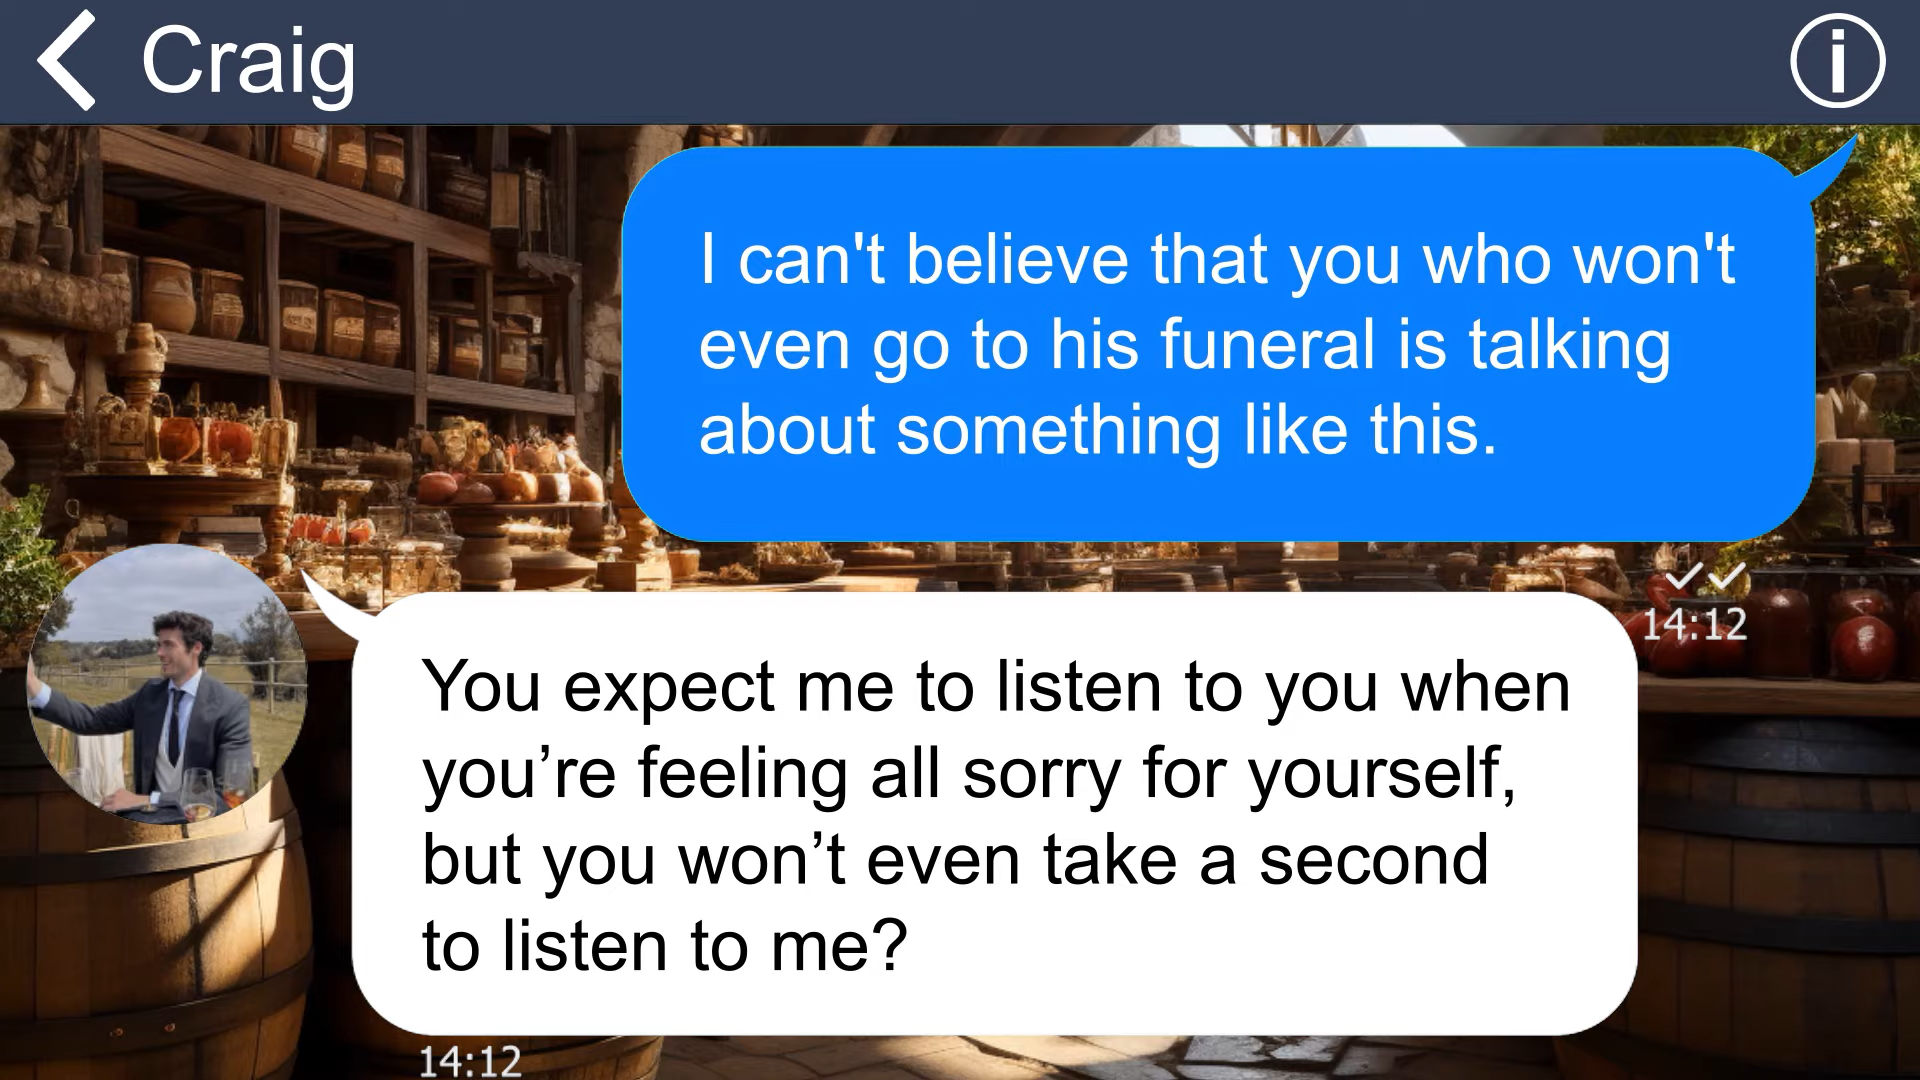 Craig
I can't believe that you who won't
even go to his funeral is talking
about something like this.
14:12
You expect me to listen to you when
you’re feeling all sorry for yourself,
but you won’t even take a second
to listen to me?
14:12